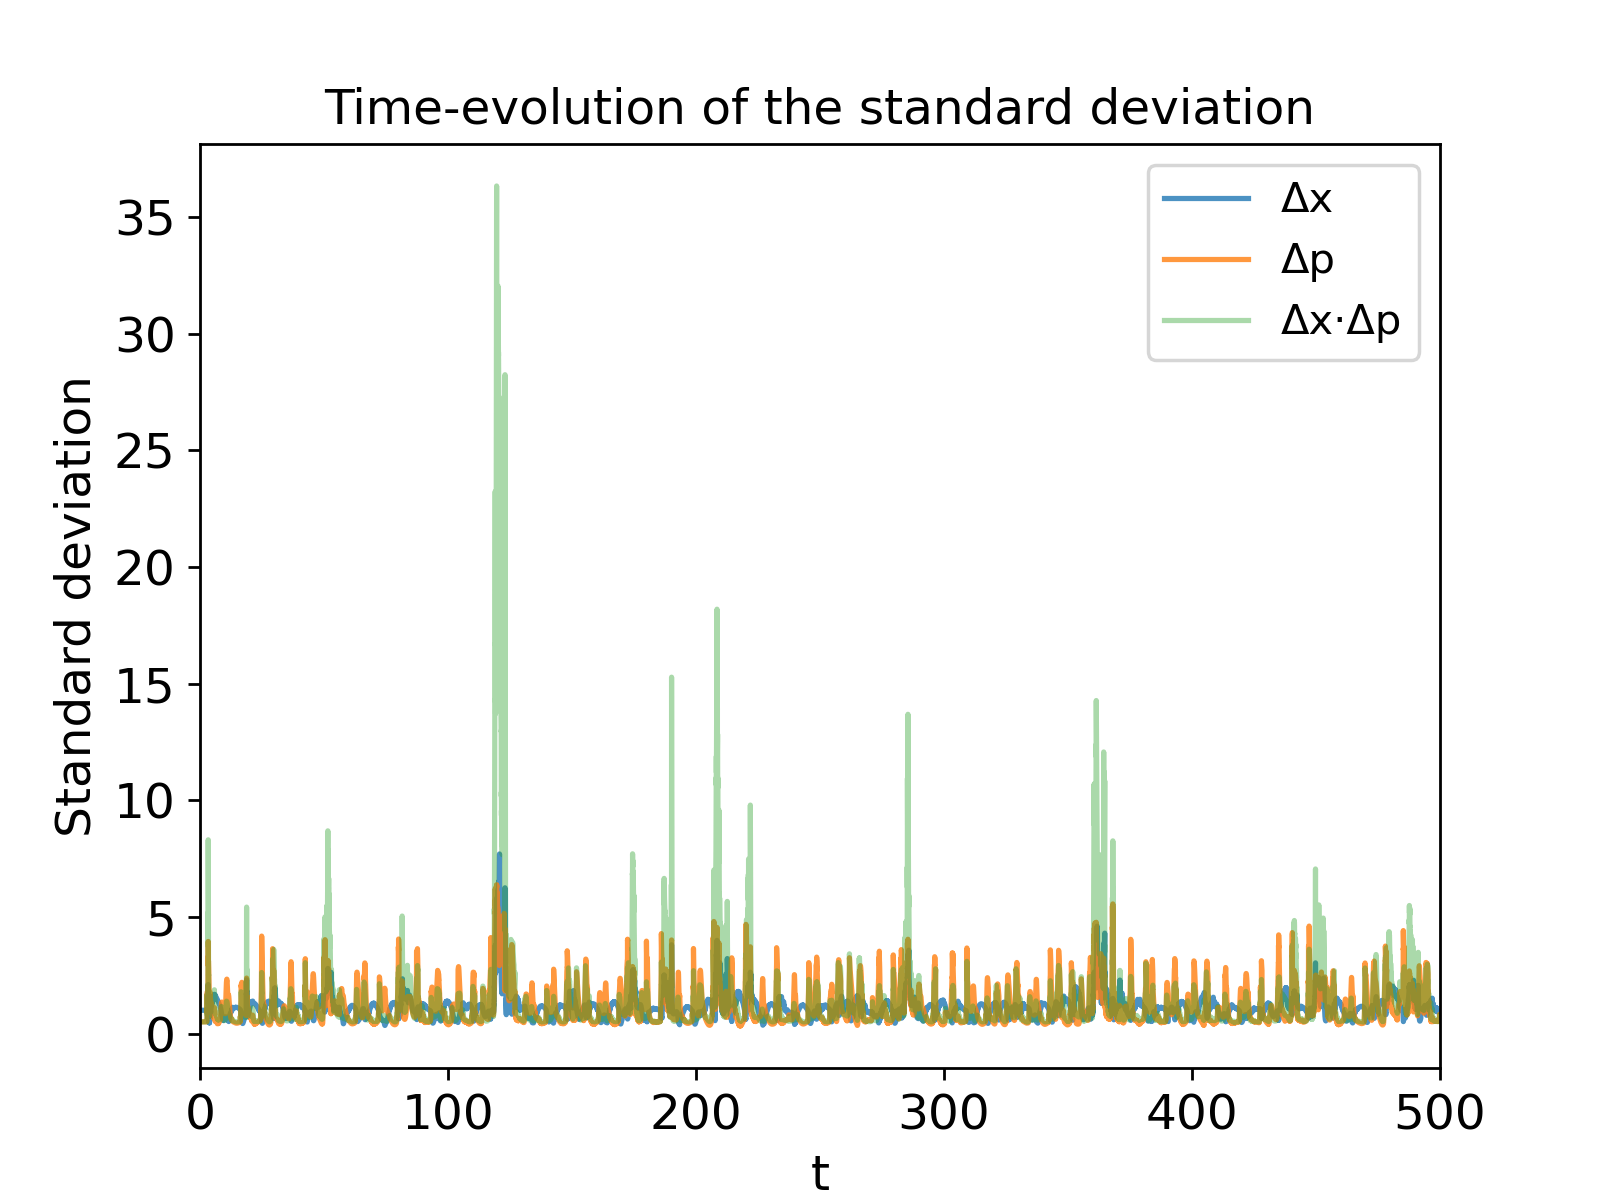 Time-evolution of the standard deviation
Δx
Δp
Δx·Δp
Standard deviation
35
30
25
20
15
10
5
0
0 100 200 300 400 500
t